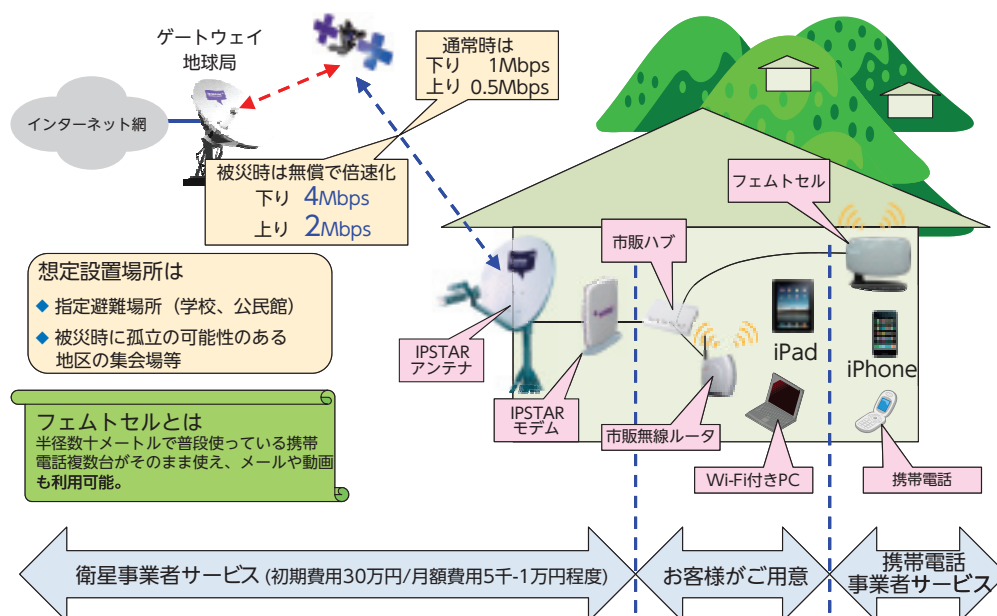 ゲートウェイ
地球局
インターネット網
通常時は
下り 1Mbps
上り 0.5Mbps
被災時は無償で倍速化
下り 4Mbps
上り 2Mbps
想定設置場所は
◆ 指定避難場所（学校、公民館）
◆ 被災時に孤立の可能性のある
地区の集会場等
フェムトセルとは
半径数十メートルで普段使っている携帯
電話複数台がそのまま使え、メールや動画
も利用可能。
フェムトセル
市販ハブ
IPSTAR
アンテナ
IPSTAR
モデム
市販無線ルータ
iPad
iPhone
Wi-Fi付きPC
携帯電話
衛星事業者サービス (初期費用30万円/月額費用5千-1万円程度)
お客様がご用意
携帯電話
事業者サービス